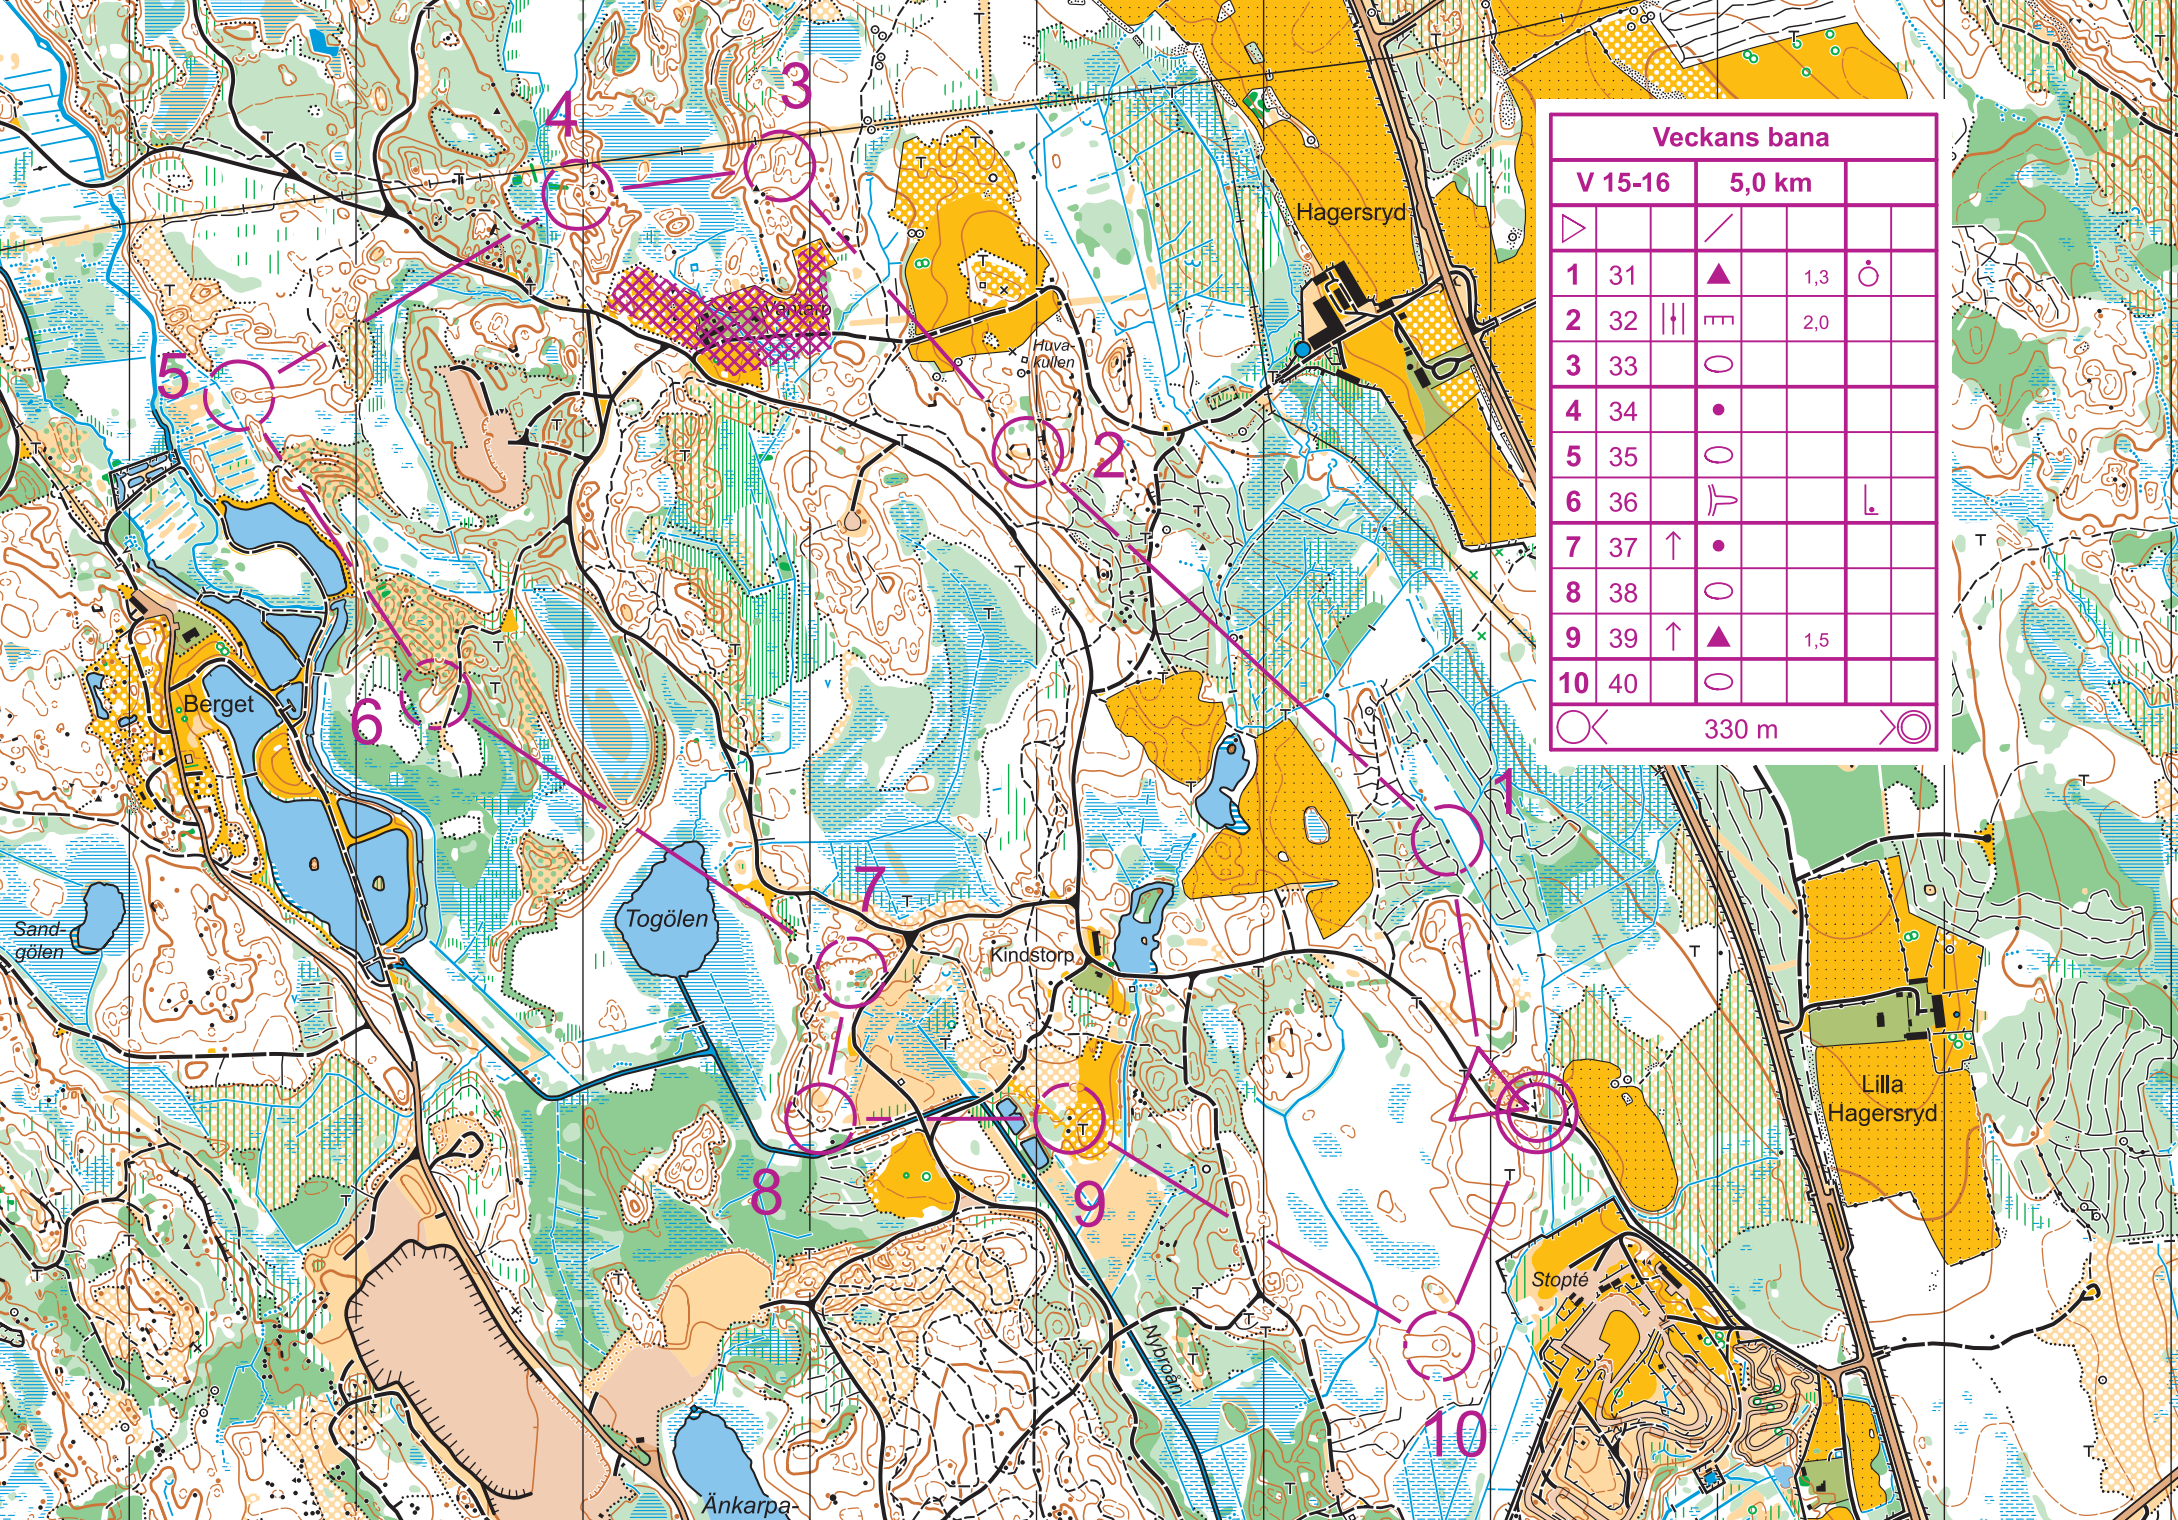 Veckans bana
V 15-16 5,0 km
1 31 1,3
2 32 2,0
3 33
4 34
5 35
6 36
7 37
8 38
9 39 1,5
10 40
330 m
3
4
Hagersryd
Huva-
kullen
5
2
Berget
6
1
7
Togölen
Sand-
gölen
Kindstorp
Lilla
Hagersryd
8
9
Stopté
Nybroån
10
Änkarpa-